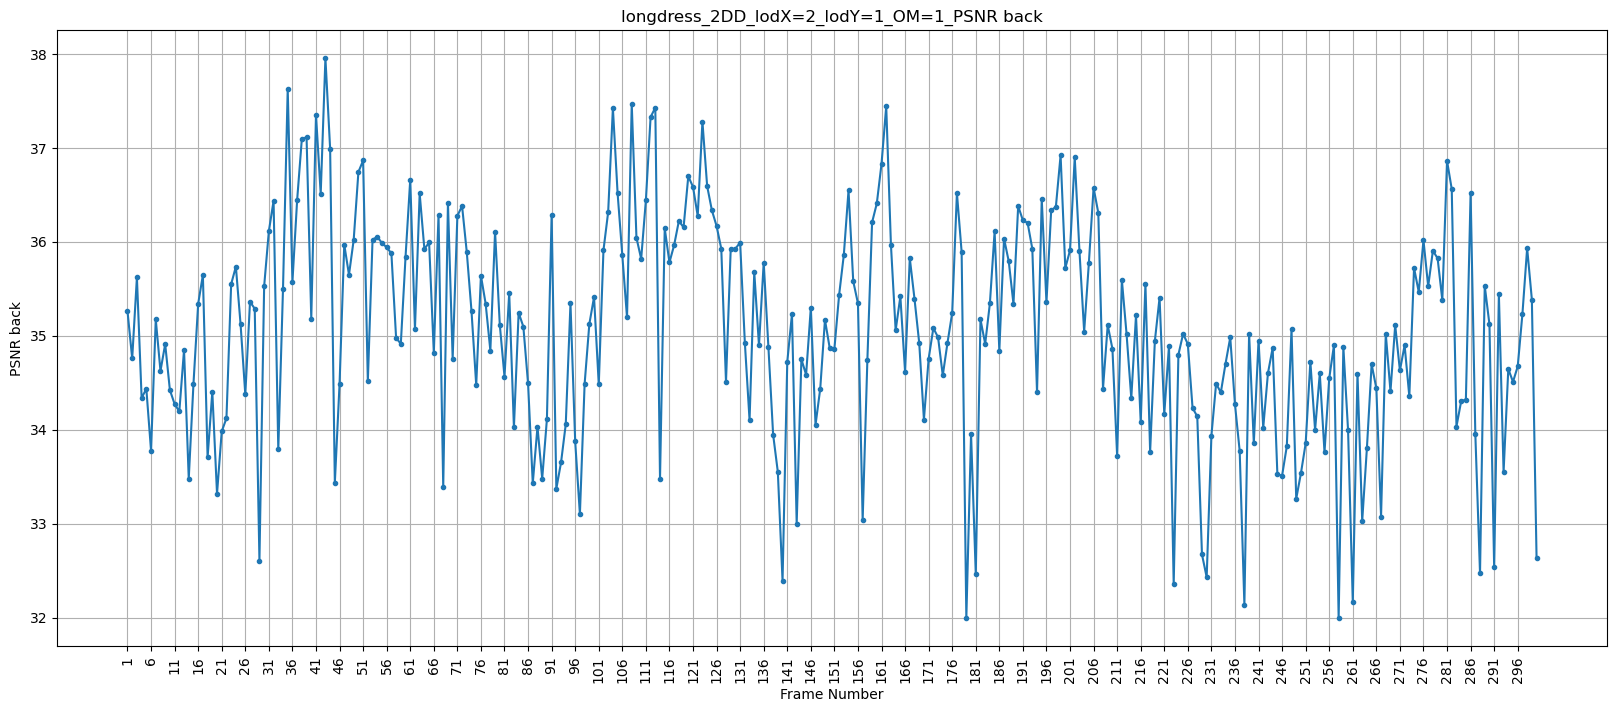 longdress_2DD_lodX=2_lodY=1_OM=1_PSNR back
38
37
36
35
34
33
32
PSNR back
1 6 11 16 21 26 31 36 41 46 51 56 61 66 71 76 81 86 91 96 101 106 111 116 121 126 131 136 141 146 151 156 161 166 171 176 181 186 191 196 201 206 211 216 221 226 231 236 241 246 251 256 261 266 271 276 281 286 291 296
Frame Number